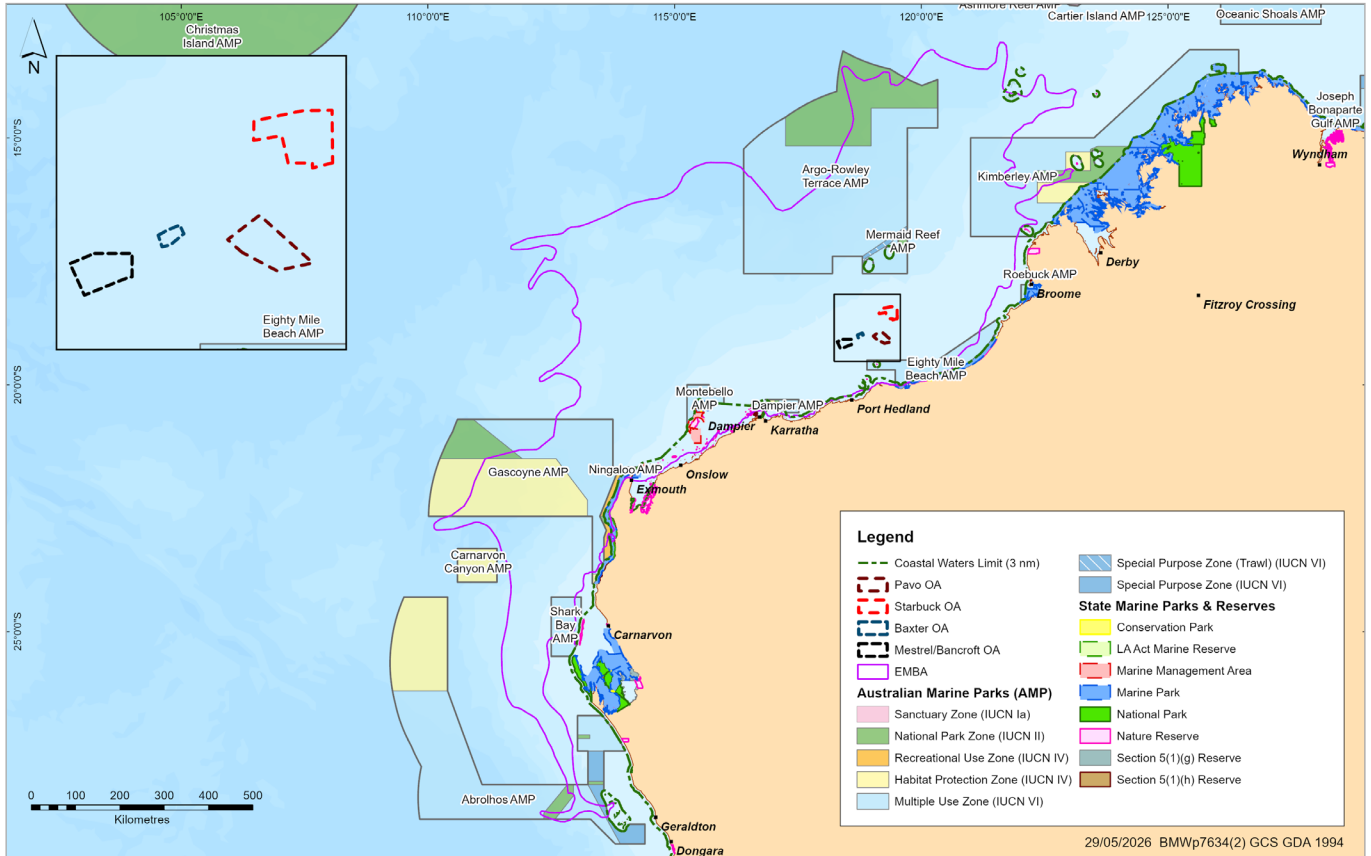 105°0'0"E
110°0'0"E
115°0'0"E
120°0'0"E
125°0'0"E
Ashmore Reef AMP
Cartier Island AMP
Oceanic Shoals AMP
Christmas
Island AMP
N
15°0'0"S
20°0'0"S
25°0'0"S
Eighty Mile
Beach AMP
Argo-Rowley
Terrace AMP
Kimberley AMP
Joseph
Bonaparte
Gulf AMP
Wyndham
Mermaid Reef
AMP
Derby
Roebuck AMP
Broome
Fitzroy Crossing
Eighty Mile
Beach AMP
Montebello
AMP
Dampier AMP
Port Hedland
Dampier
Karratha
Gascoyne AMP
Ningaloo AMP
Onslow
Exmouth
Carnarvon
Canyon AMP
Shark
Bay
AMP
Carnarvon
Abrolhos AMP
Geraldton
Dongara
0 100 200 300 400 500
Kilometres
Legend
Coastal Waters Limit (3 nm)
Pavo OA
Starbuck OA
Baxter OA
Mestrel/Bancroft OA
EMBA
Australian Marine Parks (AMP)
Sanctuary Zone (IUCN Ia)
National Park Zone (IUCN II)
Recreational Use Zone (IUCN IV)
Habitat Protection Zone (IUCN IV)
Multiple Use Zone (IUCN VI)
Special Purpose Zone (Trawl) (IUCN VI)
Special Purpose Zone (IUCN VI)
State Marine Parks & Reserves
Conservation Park
LA Act Marine Reserve
Marine Management Area
Marine Park
National Park
Nature Reserve
Section 5(1)(g) Reserve
Section 5(1)(h) Reserve
29/05/2026 BMWp7634(2) GCS GDA 1994